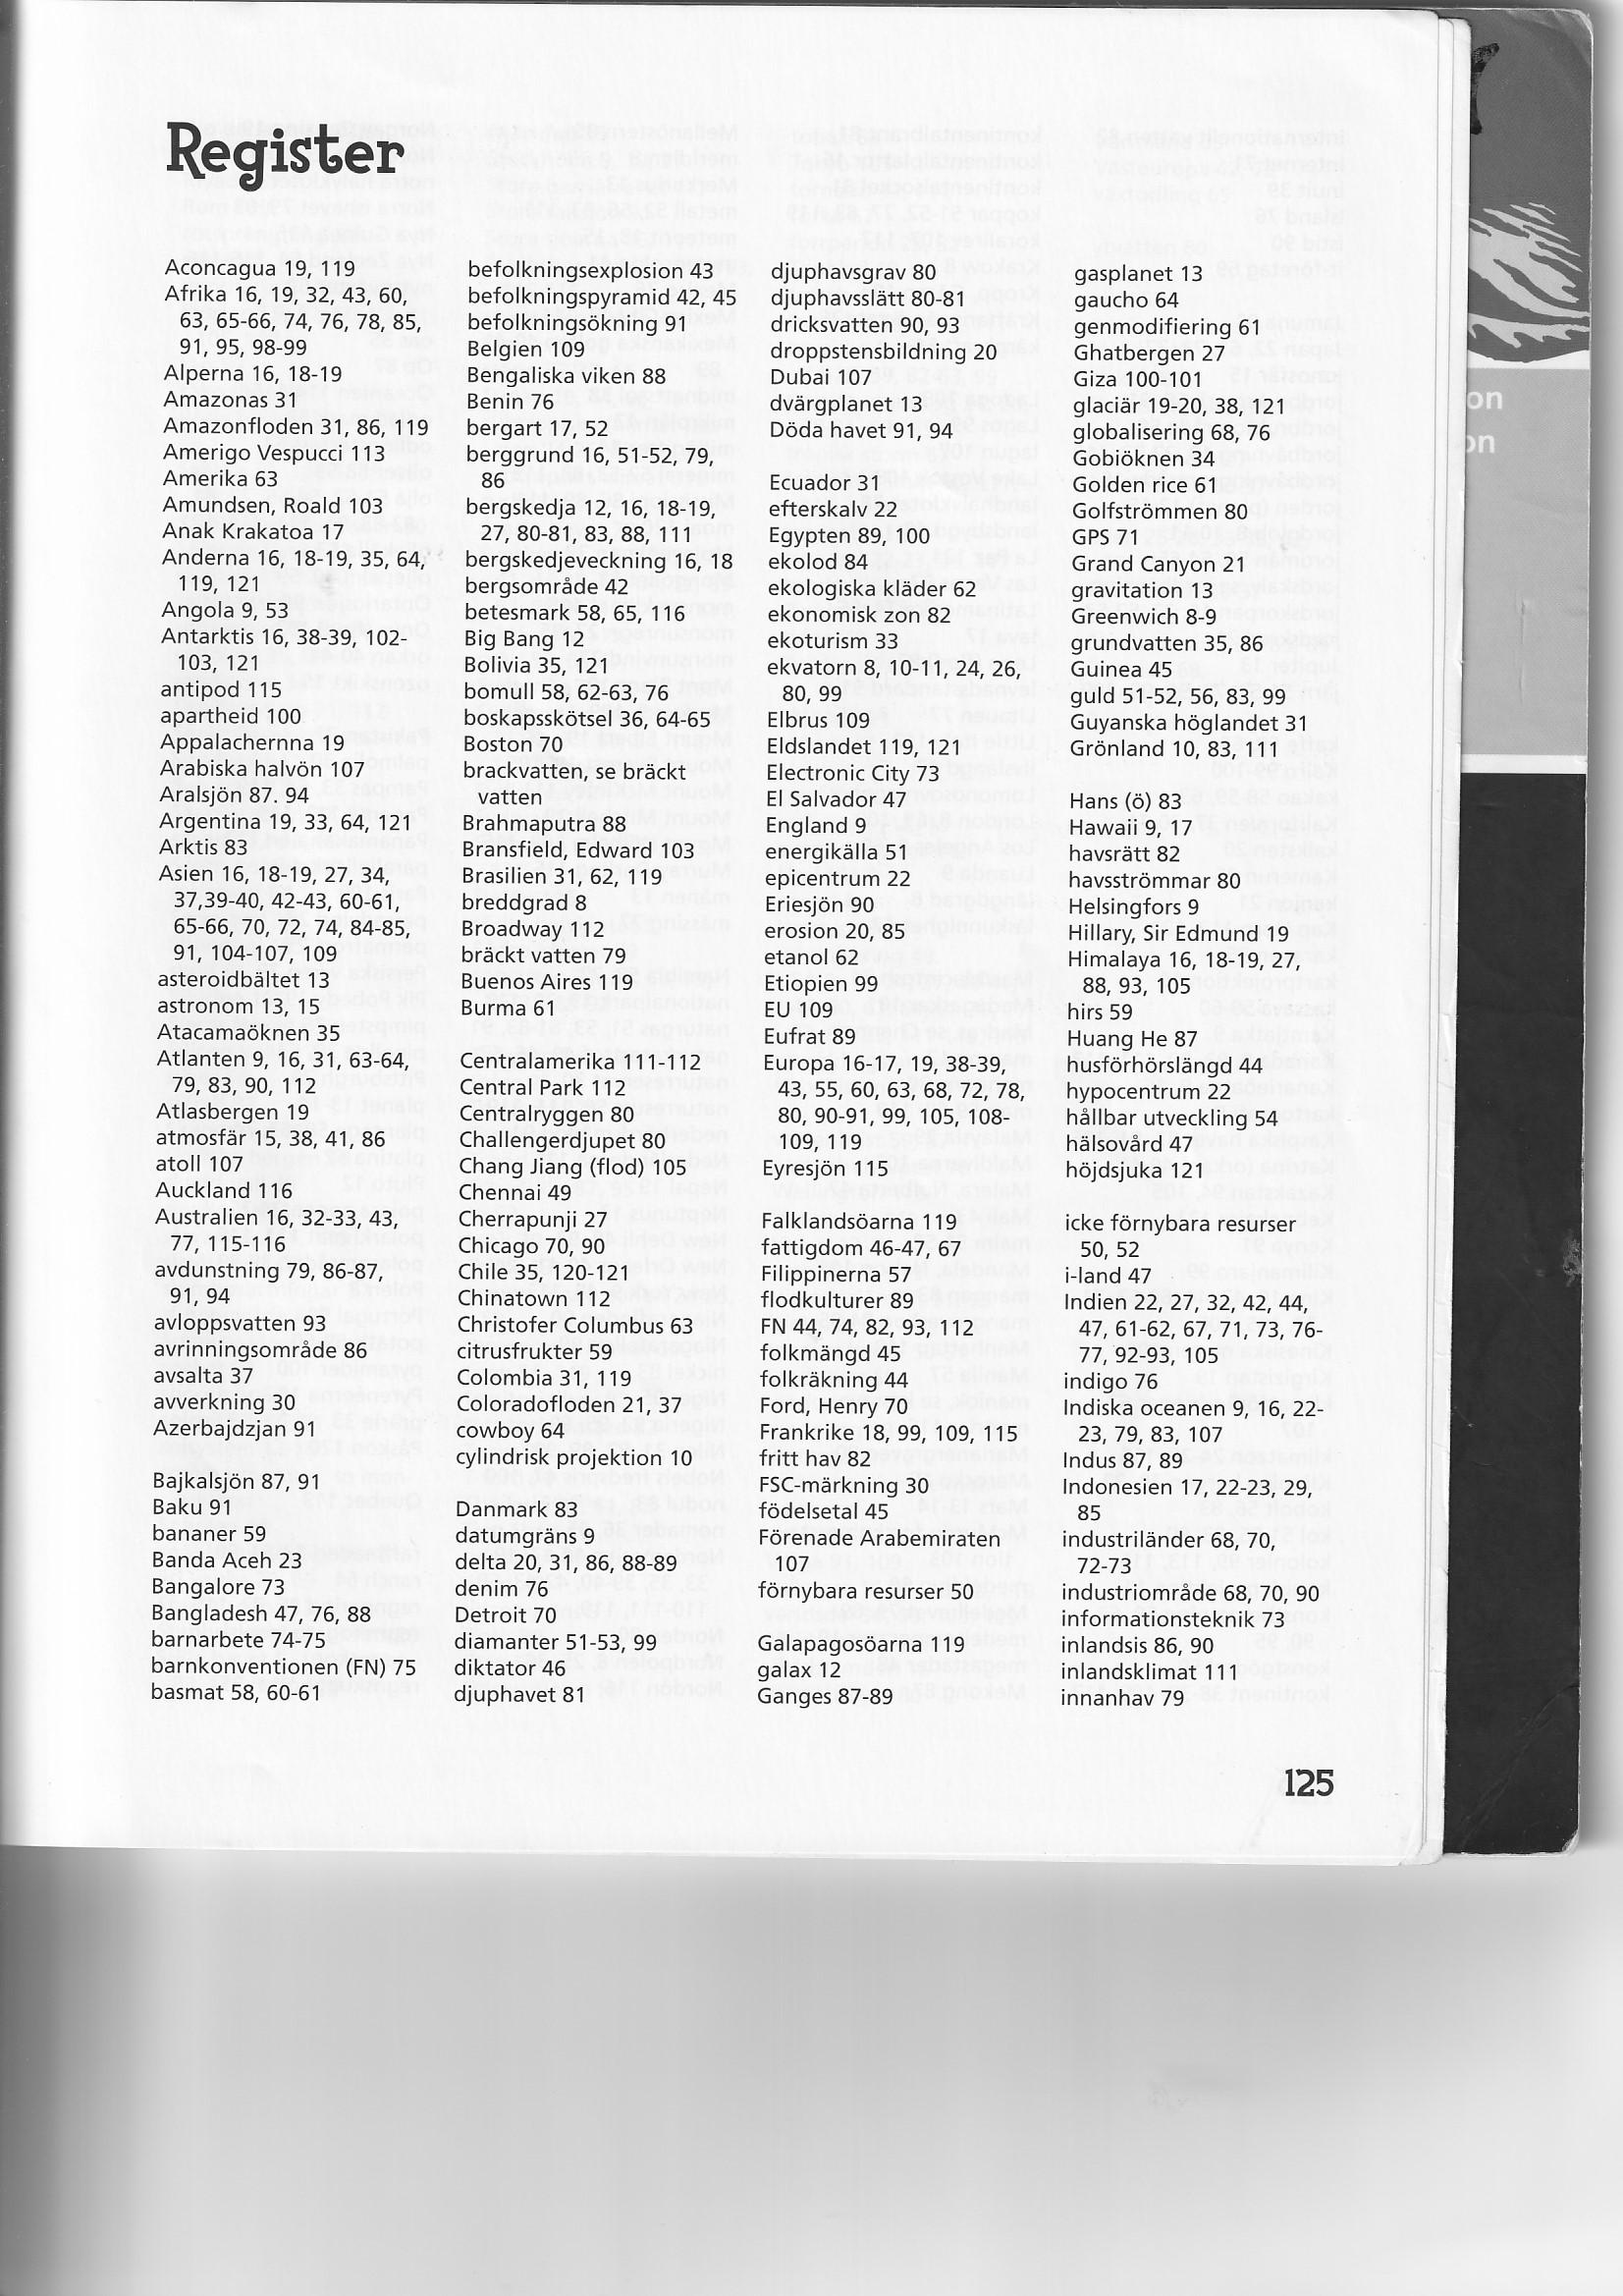 Register
Aconcagua 19, 119
Afrika 16, 19, 32, 43, 60,
63, 65-66, 74, 76, 78, 85,
91, 95, 98-99
Alperna 16, 18-19
Amazonas 31
Amazonfloden 31, 86, 119
Amerigo Vespucci 113
Amerika 63
Amundsen, Roald 103
Anak Krakatoa 17
Anderna 16, 18-19, 35, 64,
119, 121
Angola 9, 53
Antarktis 16, 38-39, 102-
103, 121
antipod 115
apartheid 100
Appalachernna 19
Arabiska halvön 107
Aralsjön 87. 94
Argentina 19, 33, 64, 121
Arktis 83
Asien 16, 18-19, 27, 34,
37,39-40, 42-43, 60-61,
65-66, 70, 72, 74, 84-85,
91, 104-107, 109
asteroidbältet 13
astronom 13, 15
Atacamaöknen 35
Atlanten 9, 16, 31, 63-64,
79, 83, 90, 112
Atlasbergen 19
atmosfär 15, 38, 41, 86
atoll 107
Auckland 116
Australien 16, 32-33, 43,
77, 115-116
avdunstning 79, 86-87,
91, 94
avloppsvatten 93
avrinningsområde 86
avsalta 37
avverkning 30
Azerbajdzjan 91
Bajkalsjön 87, 91
Baku 91
bananer 59
Banda Aceh 23
Bangalore 73
Bangladesh 47, 76, 88
barnarbete 74-75
barnkonventionen (FN) 75
basmat 58, 60-61
befolkningsexplosion 43
befolkningspyramid 42, 45
befolkningsökning 91
Belgien 109
Bengaliska viken 88
Benin 76
bergart 17, 52
berggrund 16, 51-52, 79,
86
bergskedja 12, 16, 18-19,
27, 80-81, 83, 88, 111
bergskedjeveckning 16, 18
bergsområde 42
betesmark 58, 65, 116
Big Bang 12
Bolivia 35, 121
bomull 58, 62-63, 76
boskapsskötsel 36, 64-65
Boston 70
brackvatten, se bräckt
vatten
Brahmaputra 88
Bransfield, Edward 103
Brasilien 31, 62, 119
breddgrad 8
Broadway 112
bräckt vatten 79
Buenos Aires 119
Burma 61
Centralamerika 111-112
Central Park 112
Centralryggen 80
Challengerdjupet 80
Chang Jiang (flod) 105
Chennai 49
Cherrapunji 27
Chicago 70, 90
Chile 35, 120-121
Chinatown 112
Christofer Columbus 63
citrusfrukter 59
Colombia 31, 119
Coloradofloden 21, 37
cowboy 64
cylindrisk projektion 10
Danmark 83
datumgräns 9
delta 20, 31, 86, 88-89
denim 76
Detroit 70
diamanter 51-53, 99
diktator 46
djuphavet 81
djuphavsgrav 80
djuphavsslätt 80-81
dricksvatten 90, 93
droppstensbildning 20
Dubai 107
dvärgplanet 13
Döda havet 91, 94
Ecuador 31
efterskalv 22
Egypten 89, 100
ekolod 84
ekologiska kläder 62
ekonomisk zon 82
ekoturism 33
ekvatorn 8, 10-11, 24, 26,
80, 99
Elbrus 109
Eldslandet 119, 121
Electronic City 73
El Salvador 47
England 9
energikälla 51
epicentrum 22
Eriesjön 90
erosion 20, 85
etanol 62
Etiopien 99
EU 109
Eufrat 89
Europa 16-17, 19, 38-39,
43, 55, 60, 63, 68, 72, 78,
80, 90-91, 99, 105, 108-
109, 119
Eyresjön 115
Falklandsöarna 119
fattigdom 46-47, 67
Filippinerna 57
flodkulturer 89
FN 44, 74, 82, 93, 112
folkmängd 45
folkräkning 44
Ford, Henry 70
Frankrike 18, 99, 109, 115
fritt hav 82
FSC-märkning 30
födelsetal 45
Förenade Arabemiraten
107
förnybara resurser 50
Galapagosöarna 119
galax 12
Ganges 87-89
gasplanet 13
gaucho 64
genmodifiering 61
Ghatbergen 27
Giza 100-101
glaciär 19-20, 38, 121
globalisering 68, 76
Gobiöknen 34
Golden rice 61
Golfströmmen 80
GPS 71
Grand Canyon 21
gravitation 13
Greenwich 8-9
grundvatten 35, 86
Guinea 45
guld 51-52, 56, 83, 99
Guyanska höglandet 31
Grönland 10, 83, 111
Hans (ö) 83
Hawaii 9, 17
havsrätt 82
havsströmmar 80
Helsingfors 9
Hillary, Sir Edmund 19
Himalaya 16, 18-19, 27,
88, 93, 105
hirs 59
Huang He 87
husförhörslängd 44
hypocentrum 22
hållbar utveckling 54
hälsovård 47
höjdsjuka 121
icke förnybara resurser
50, 52
i-land 47
Indien 22, 27, 32, 42, 44,
47, 61-62, 67, 71, 73, 76-
77, 92-93, 105
indigo 76
Indiska oceanen 9, 16, 22-
23, 79, 83, 107
Indus 87, 89
Indonesien 17, 22-23, 29,
85
industriländer 68, 70,
72-73
industriområde 68, 70, 90
informationsteknik 73
inlandsis 86, 90
inlandsklimat 111
innanhav 79
125
on
on